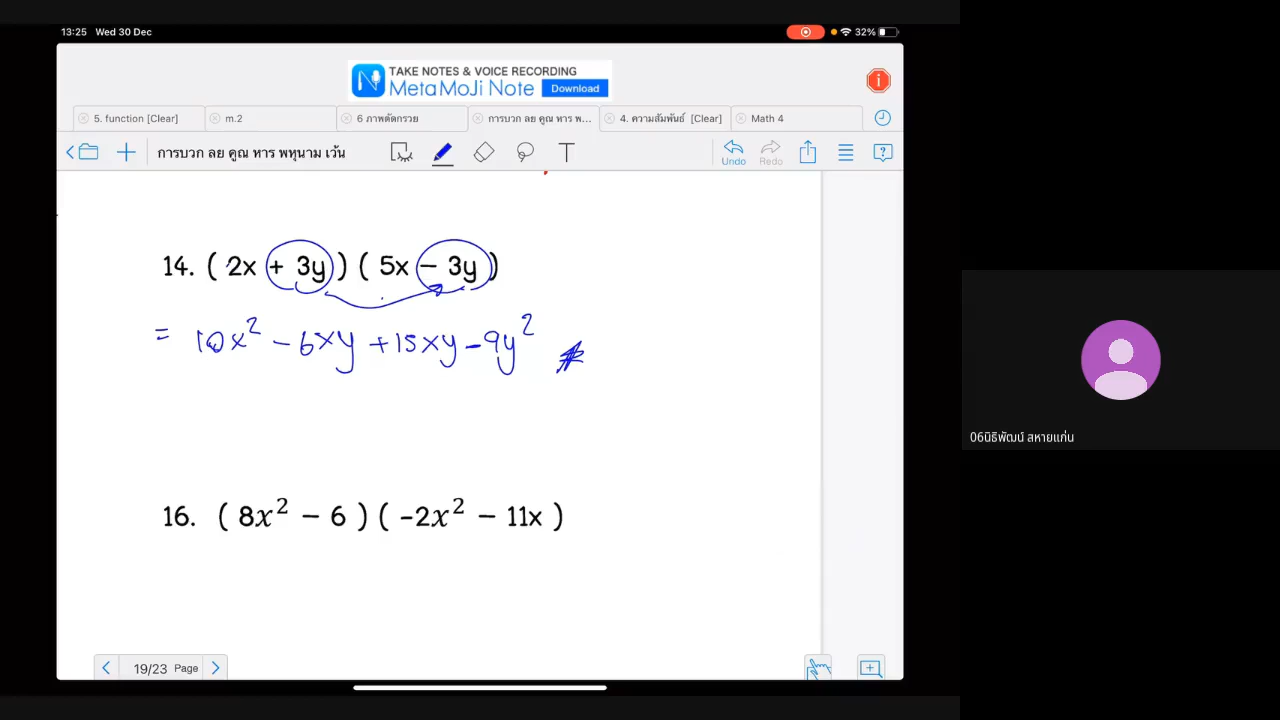 13:25 Wed 30 Dec 32%
TAKE NOTES & VOICE RECORDING
MetaMoJi Note Download
5. function [Clear] m.2 6 ภาพตัดกรวย การบวก ลย คูณ หาร พ... 4. ความสัมพันธ์ [Clear] Math 4
การบวก ลย คูณ หาร พหุนาม เว้น T Undo Redo
14. ( 2x + 3y ) ( 5x − 3y )
= 10x² - 6xy + 15xy - 9y²
16. ( 8x² − 6 ) ( -2x² − 11x )
19/23 Page
06นิธิพัฒน์ สหายแก่น